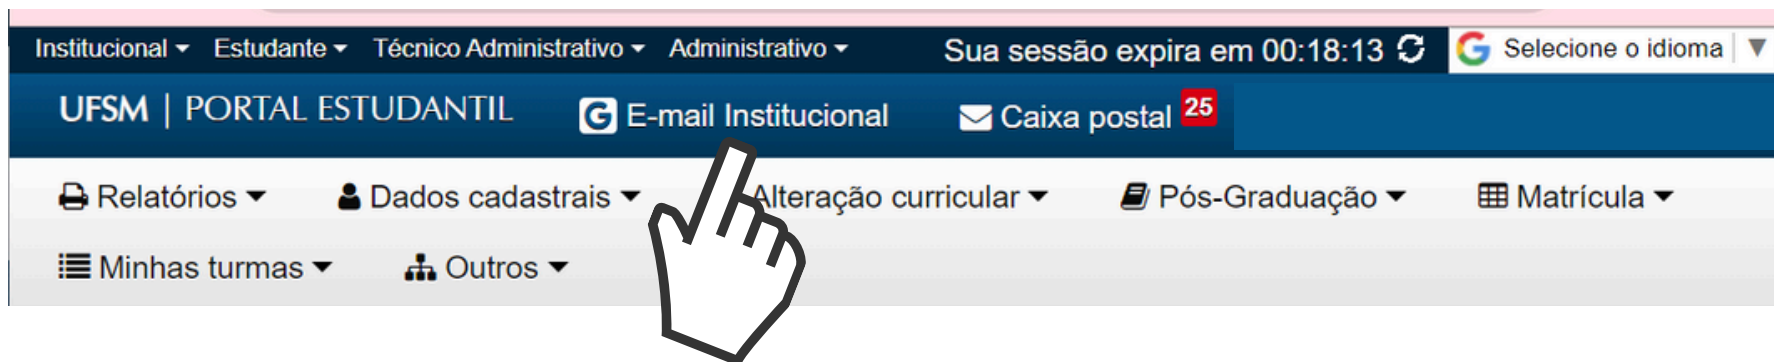 Institucional Estudante Técnico Administrativo Administrativo Sua sessão expira em 00:18:13 Selecione o idioma
UFSM | PORTAL ESTUDANTIL E-mail Institucional Caixa postal 25
Relatórios Dados cadastrais Alteração curricular Pós-Graduação Matrícula
Minhas turmas Outros